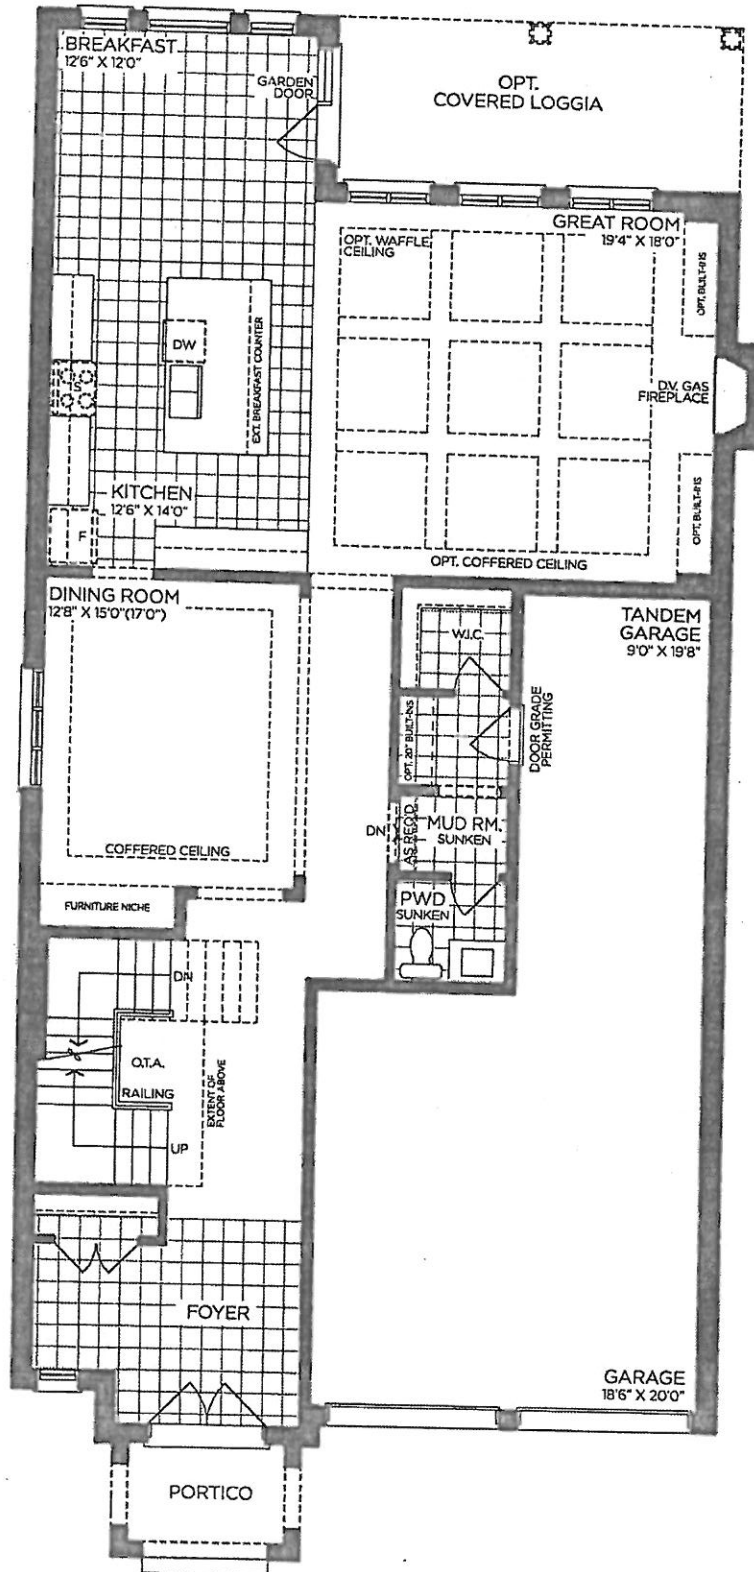 BREAKFAST
12'6" X 12'0"
GARDEN
DOOR
OPT.
COVERED LOGGIA
GREAT ROOM
19'4" X 18'0"
OPT. WAFFLE
CEILING
OPT. BUILT-INS
DW
EXT. BREAKFAST COUNTER
S
D.V. GAS
FIREPLACE
KITCHEN
12'6" X 14'0"
F
OPT. BUILT-INS
OPT. COFFERED CEILING
DINING ROOM
12'8" X 15'0"(17'0")
W.I.C.
TANDEM
GARAGE
9'0" X 19'8"
OPT. 20" BUILT-INS
DOOR GRADE
PERMITTING
DN
AS REQ'D
MUD RM.
SUNKEN
COFFERED CEILING
FURNITURE NICHE
PWD
SUNKEN
DN
O.T.A.
RAILING
EXTENT OF
FLOOR ABOVE
UP
FOYER
GARAGE
18'6" X 20'0"
PORTICO